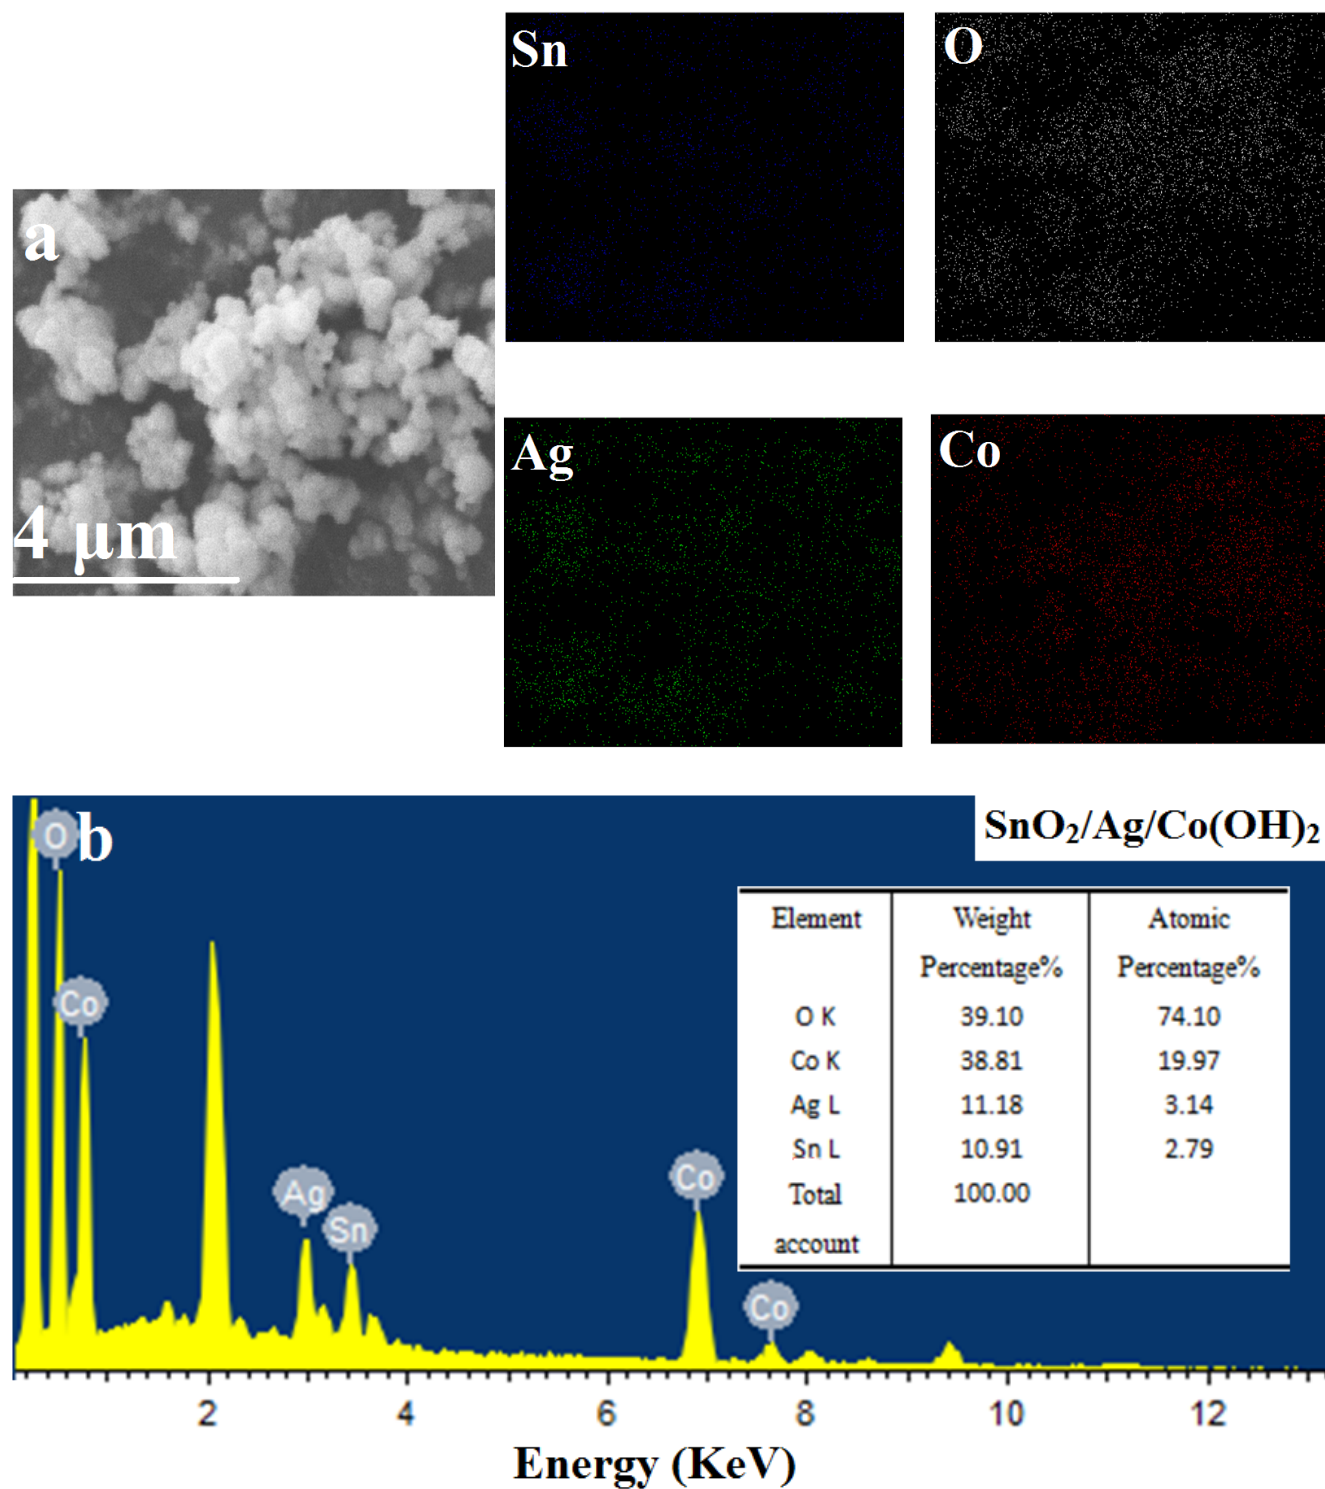 Sn
O
a
4 μm
Ag
Co
b
O
Co
Ag
Sn
Co
Co
SnO₂/Ag/Co(OH)₂
Element Weight Percentage% Atomic Percentage%
O K 39.10 74.10
Co K 38.81 19.97
Ag L 11.18 3.14
Sn L 10.91 2.79
Total account 100.00
2 4 6 8 10 12
Energy (KeV)